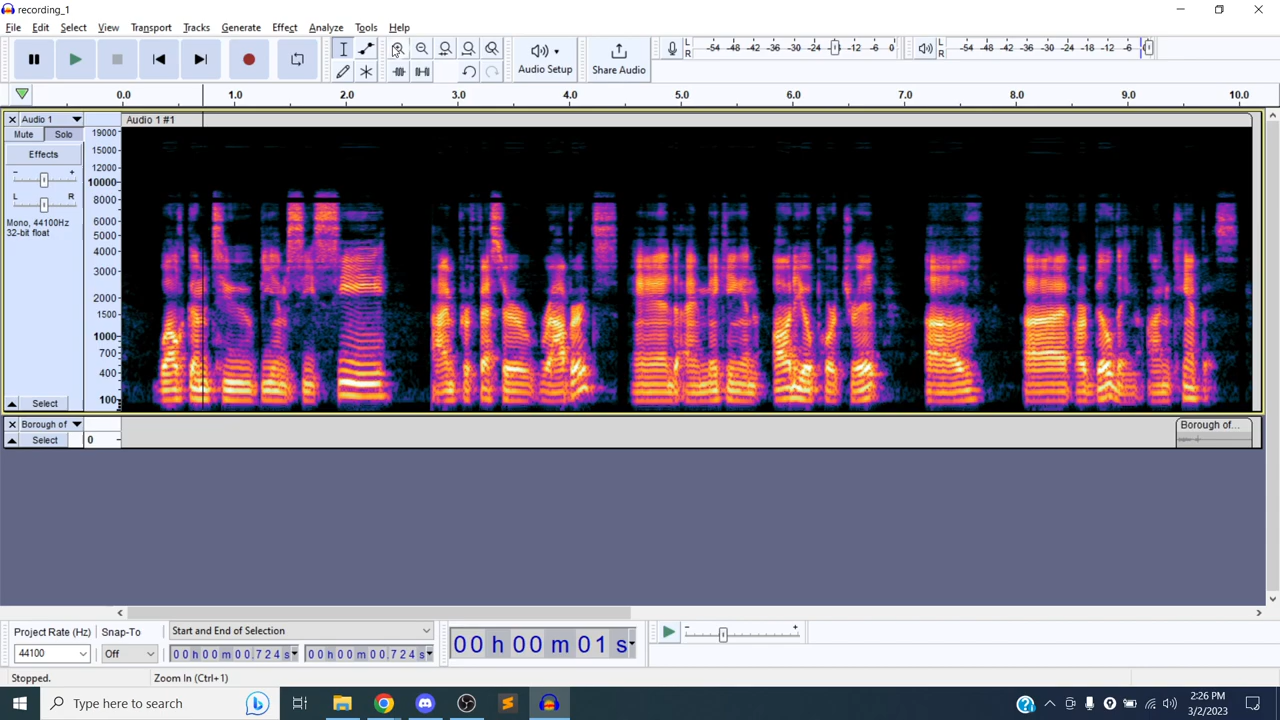 recording_1
File Edit Select View Transport Tracks Generate Effect Analyze Tools Help
Audio Setup
Share Audio
L R -54 -48 -42 -36 -30 -24 -18 -12 -6 0
L R -54 -48 -42 -36 -30 -24 -18 -12 -6
0.0 1.0 2.0 3.0 4.0 5.0 6.0 7.0 8.0 9.0 10.0
Audio 1
Audio 1 #1
Mute Solo
Effects
- +
L R
Mono, 44100Hz
32-bit float
Select
19000
15000
12000
10000
8000
6000
5000
4000
3000
2000
1500
1000
700
400
100
Borough of
Select
0
Borough of...
Project Rate (Hz) Snap-To Start and End of Selection
44100 Off 00 h 00 m 00.724 s 00 h 00 m 00.724 s
00 h 00 m 01 s
- +
Stopped. Zoom In (Ctrl+1)
Type here to search
2:26 PM
3/2/2023